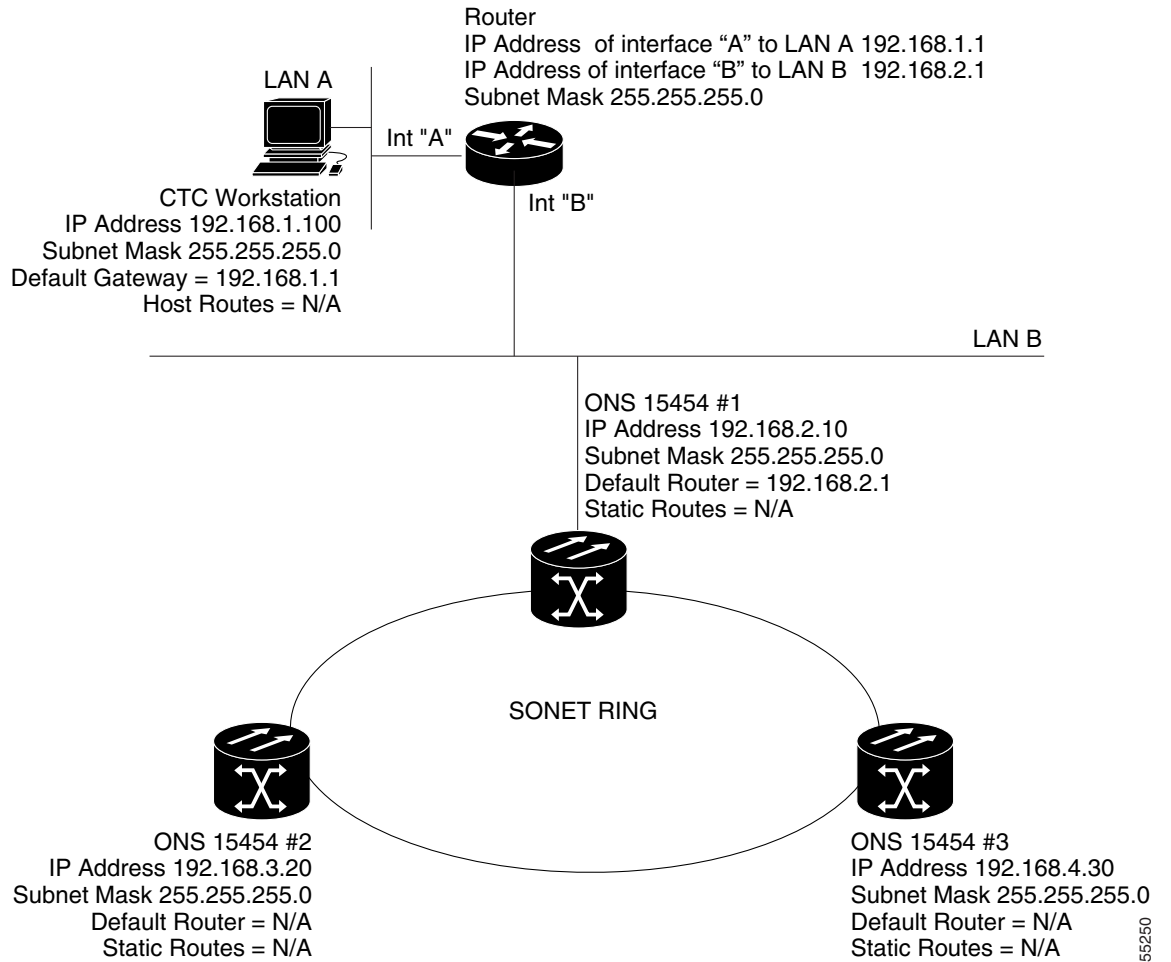 Router
IP Address of interface “A” to LAN A 192.168.1.1
IP Address of interface “B” to LAN B 192.168.2.1
Subnet Mask 255.255.255.0
LAN A
Int "A"
Int "B"
CTC Workstation
IP Address 192.168.1.100
Subnet Mask 255.255.255.0
Default Gateway = 192.168.1.1
Host Routes = N/A
LAN B
ONS 15454 #1
IP Address 192.168.2.10
Subnet Mask 255.255.255.0
Default Router = 192.168.2.1
Static Routes = N/A
SONET RING
ONS 15454 #2
IP Address 192.168.3.20
Subnet Mask 255.255.255.0
Default Router = N/A
Static Routes = N/A
ONS 15454 #3
IP Address 192.168.4.30
Subnet Mask 255.255.255.0
Default Router = N/A
Static Routes = N/A
55250